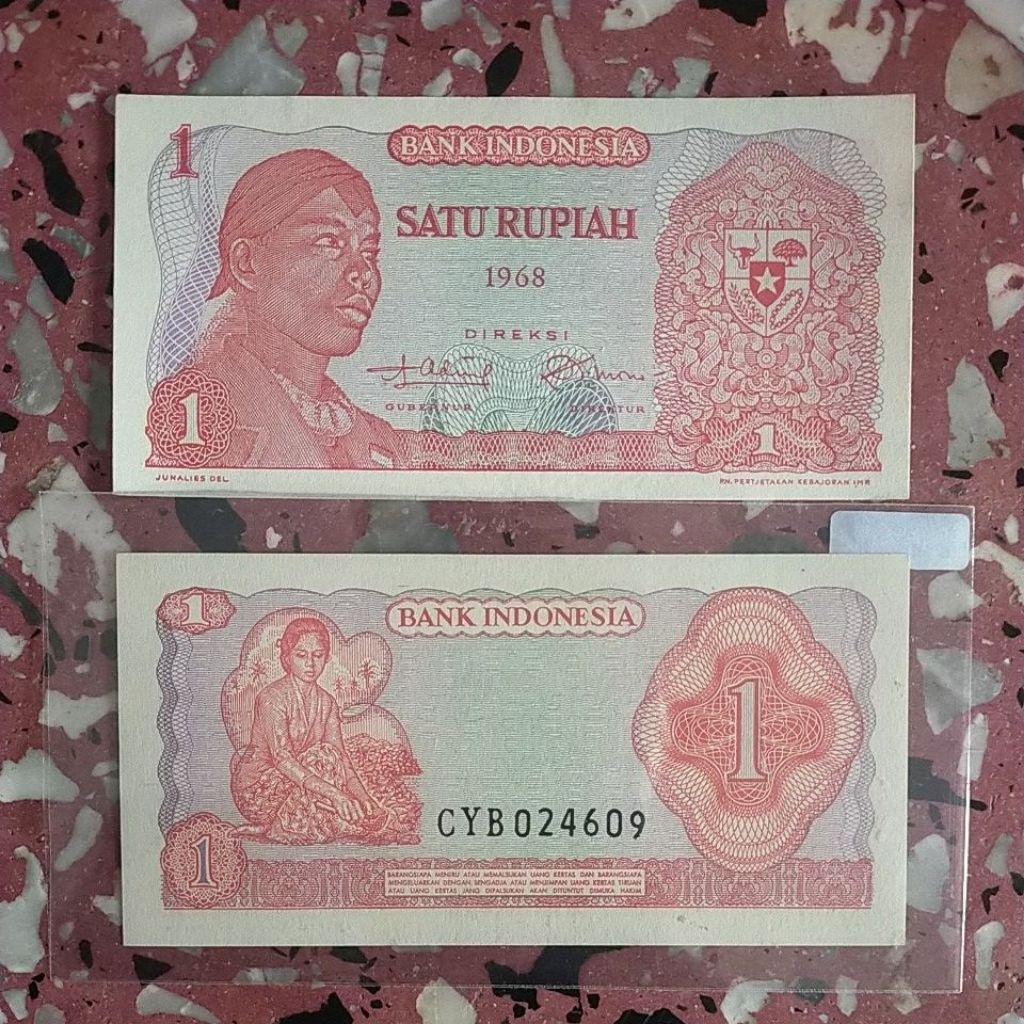 1
BANK INDONESIA
SATU RUPIAH
1968
DIREKSI
GUBERNUR DIREKTUR
1
1
JUNALIES DEL.
PN. PERTJETAKAN KEBAJORAN IMP.
1
BANK INDONESIA
1
CYB024609
1
BARANGSIAPA MENIRU ATAU MEMALSUKAN UANG KERTAS DAN BARANGSIAPA
MENGELUARKAN DENGAN SENGADJA ATAU MENJIMPAN UANG KERTAS TIRUAN
ATAU UANG KERTAS JANG DIPALSUKAN AKAN DITUNTUT DIMUKA HAKIM